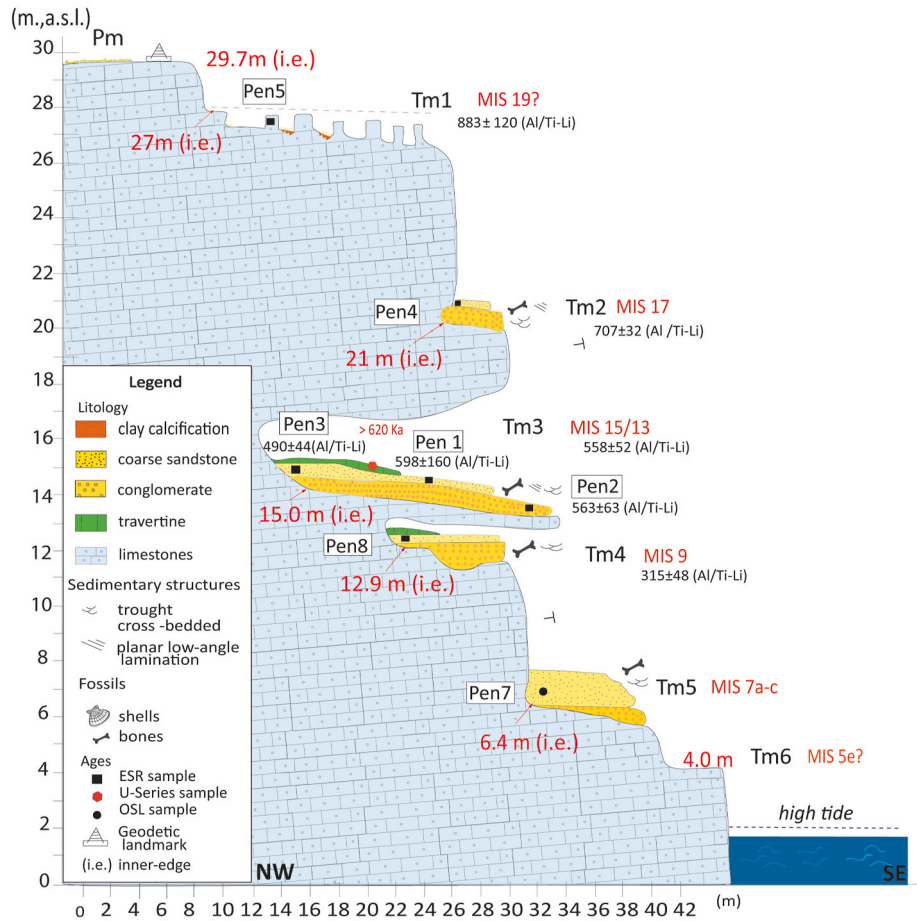 (m.,a.s.l.)
30
28
26
24
22
20
18
16
14
12
10
8
6
4
2
0
Pm
29.7m (i.e.)
Pen5
Tm1
MIS 19?
883± 120 (Al/Ti-Li)
27m (i.e.)
Pen4
Tm2
MIS 17
707±32 (Al /Ti-Li)
21 m (i.e.)
Pen3
> 620 Ka
Tm3
MIS 15/13
490±44(Al/Ti-Li)
Pen 1
558±52 (Al/Ti-Li)
598±160 (Al/Ti-Li)
Pen2
563±63 (Al/Ti-Li)
15.0 m (i.e.)
Pen8
Tm4
MIS 9
315±48 (Al/Ti-Li)
12.9 m (i.e.)
Pen7
Tm5
MIS 7a-c
6.4 m (i.e.)
4.0 m
Tm6
MIS 5e?
high tide
Legend
Litology
clay calcification
coarse sandstone
conglomerate
travertine
limestones
Sedimentary structures
trought
cross -bedded
planar low-angle
lamination
Fossils
shells
bones
Ages
ESR sample
U-Series sample
OSL sample
Geodetic
landmark
(i.e.) inner-edge
NW
SE
0 2 4 6 8 10 12 14 16 18 20 22 24 26 28 30 32 34 36 38 40 42 (m)